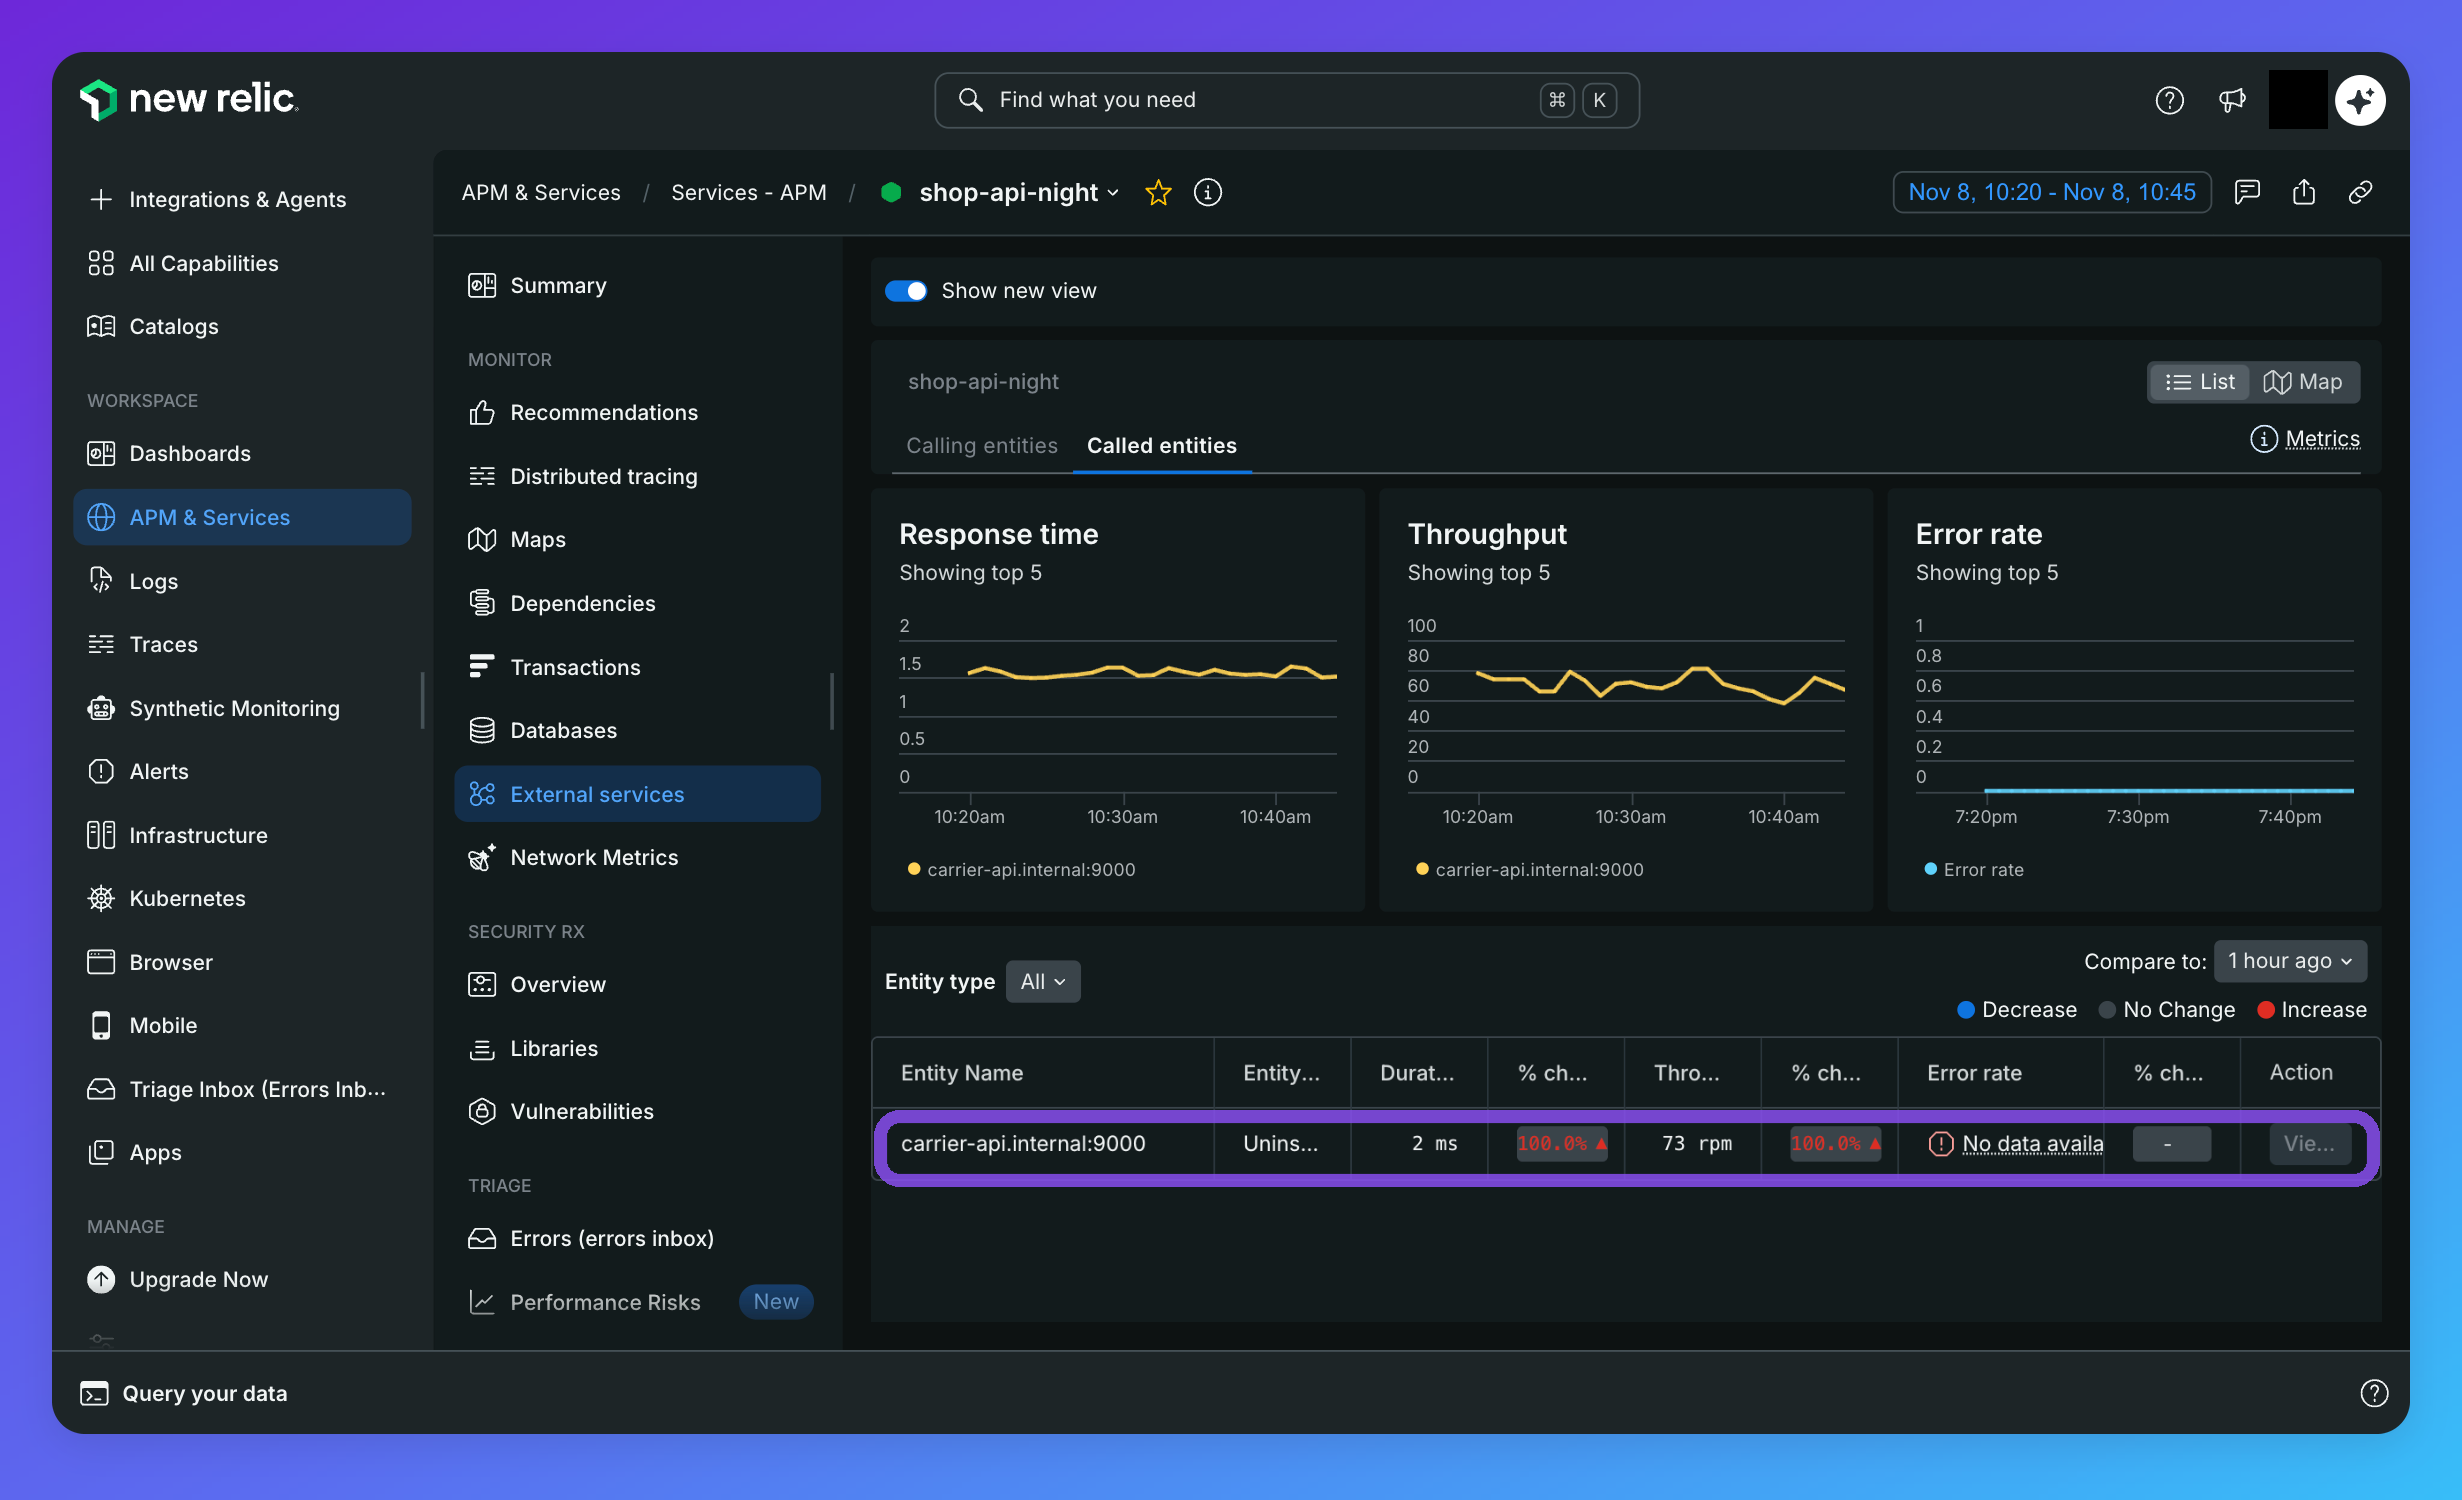 new relic
Find what you need
⌘ K
Integrations & Agents
All Capabilities
Catalogs
WORKSPACE
Dashboards
APM & Services
Logs
Traces
Synthetic Monitoring
Alerts
Infrastructure
Kubernetes
Browser
Mobile
Triage Inbox (Errors Inb...
Apps
MANAGE
Upgrade Now
APM & Services / Services - APM / shop-api-night
Nov 8, 10:20 - Nov 8, 10:45
Summary
MONITOR
Recommendations
Distributed tracing
Maps
Dependencies
Transactions
Databases
External services
Network Metrics
SECURITY RX
Overview
Libraries
Vulnerabilities
TRIAGE
Errors (errors inbox)
Performance Risks New
Show new view
shop-api-night
List Map
Calling entities Called entities
Metrics
Response time
Showing top 5
2
1.5
1
0.5
0
10:20am 10:30am 10:40am
carrier-api.internal:9000
Throughput
Showing top 5
100
80
60
40
20
0
10:20am 10:30am 10:40am
carrier-api.internal:9000
Error rate
Showing top 5
1
0.8
0.6
0.4
0.2
0
7:20pm 7:30pm 7:40pm
Error rate
Entity type All
Compare to: 1 hour ago
Decrease No Change Increase
Entity Name Entity... Durat... % ch... Thro... % ch... Error rate % ch... Action
carrier-api.internal:9000 Unins... 2 ms 100.0% ▲ 73 rpm 100.0% ▲ No data availa - Vie...
Query your data